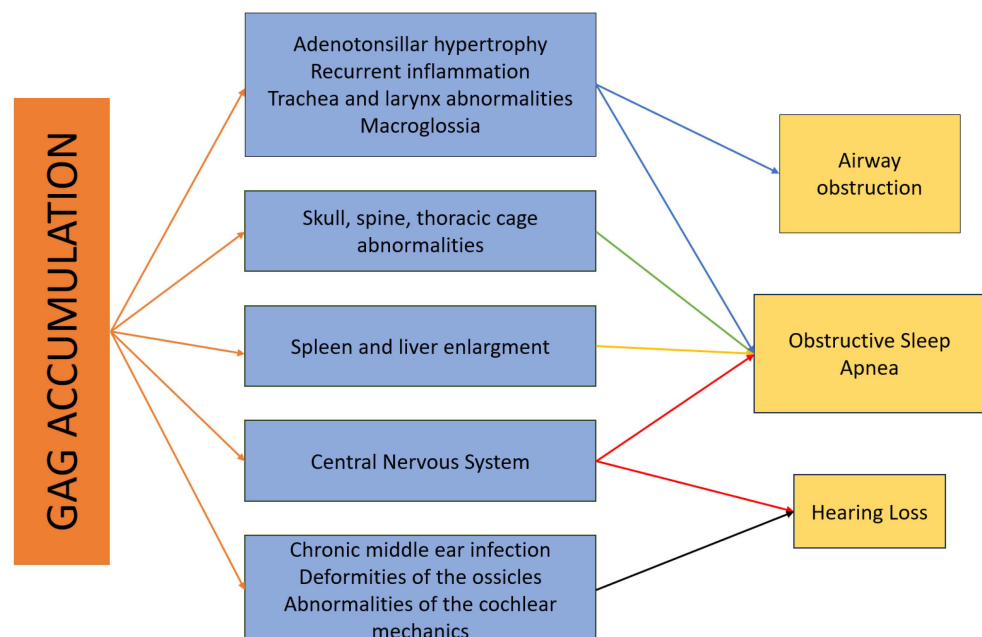 GAG ACCUMULATION
Adenotonsillar hypertrophy
Recurrent inflammation
Trachea and larynx abnormalities
Macroglossia
Skull, spine, thoracic cage
abnormalities
Spleen and liver enlargment
Central Nervous System
Chronic middle ear infection
Deformities of the ossicles
Abnormalities of the cochlear
mechanics
Airway
obstruction
Obstructive Sleep
Apnea
Hearing Loss